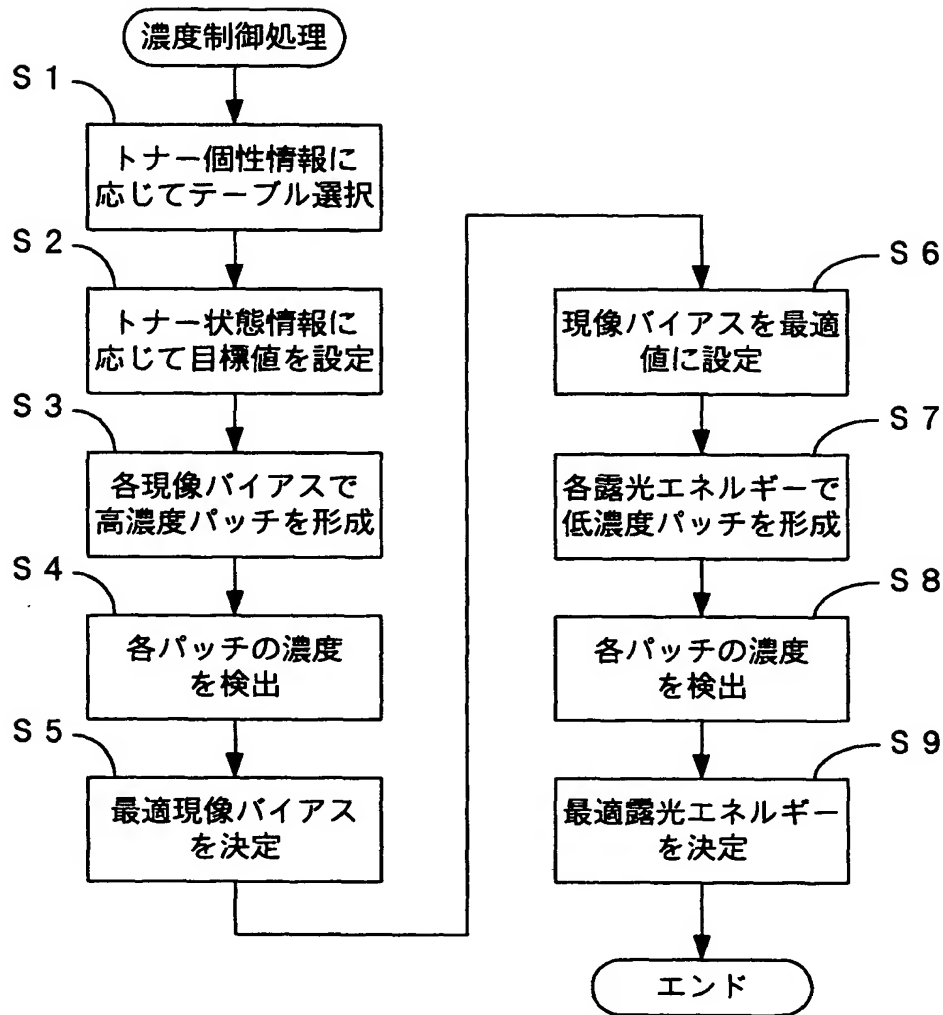 濃度制御処理
S 1
トナー個性情報に
応じてテーブル選択
S 2
トナー状態情報に
応じて目標値を設定
S 3
各現像バイアスで
高濃度パッチを形成
S 4
各パッチの濃度
を検出
S 5
最適現像バイアス
を決定
S 6
現像バイアスを最適
値に設定
S 7
各露光エネルギーで
低濃度パッチを形成
S 8
各パッチの濃度
を検出
S 9
最適露光エネルギー
を決定
エンド